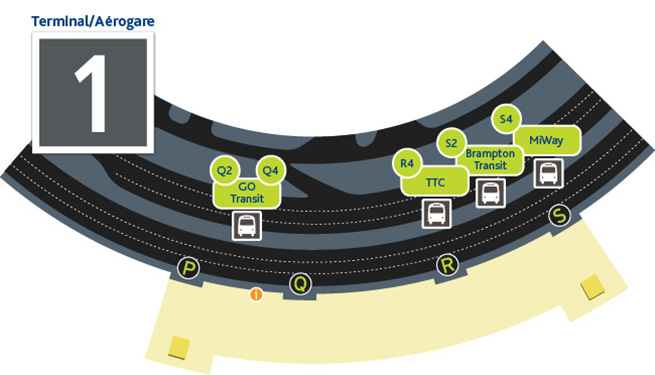 Terminal/Aérogare
1
S4
MiWay
S2
Brampton
Transit
R4
TTC
Q2
Q4
GO
Transit
S
R
P
Q
i